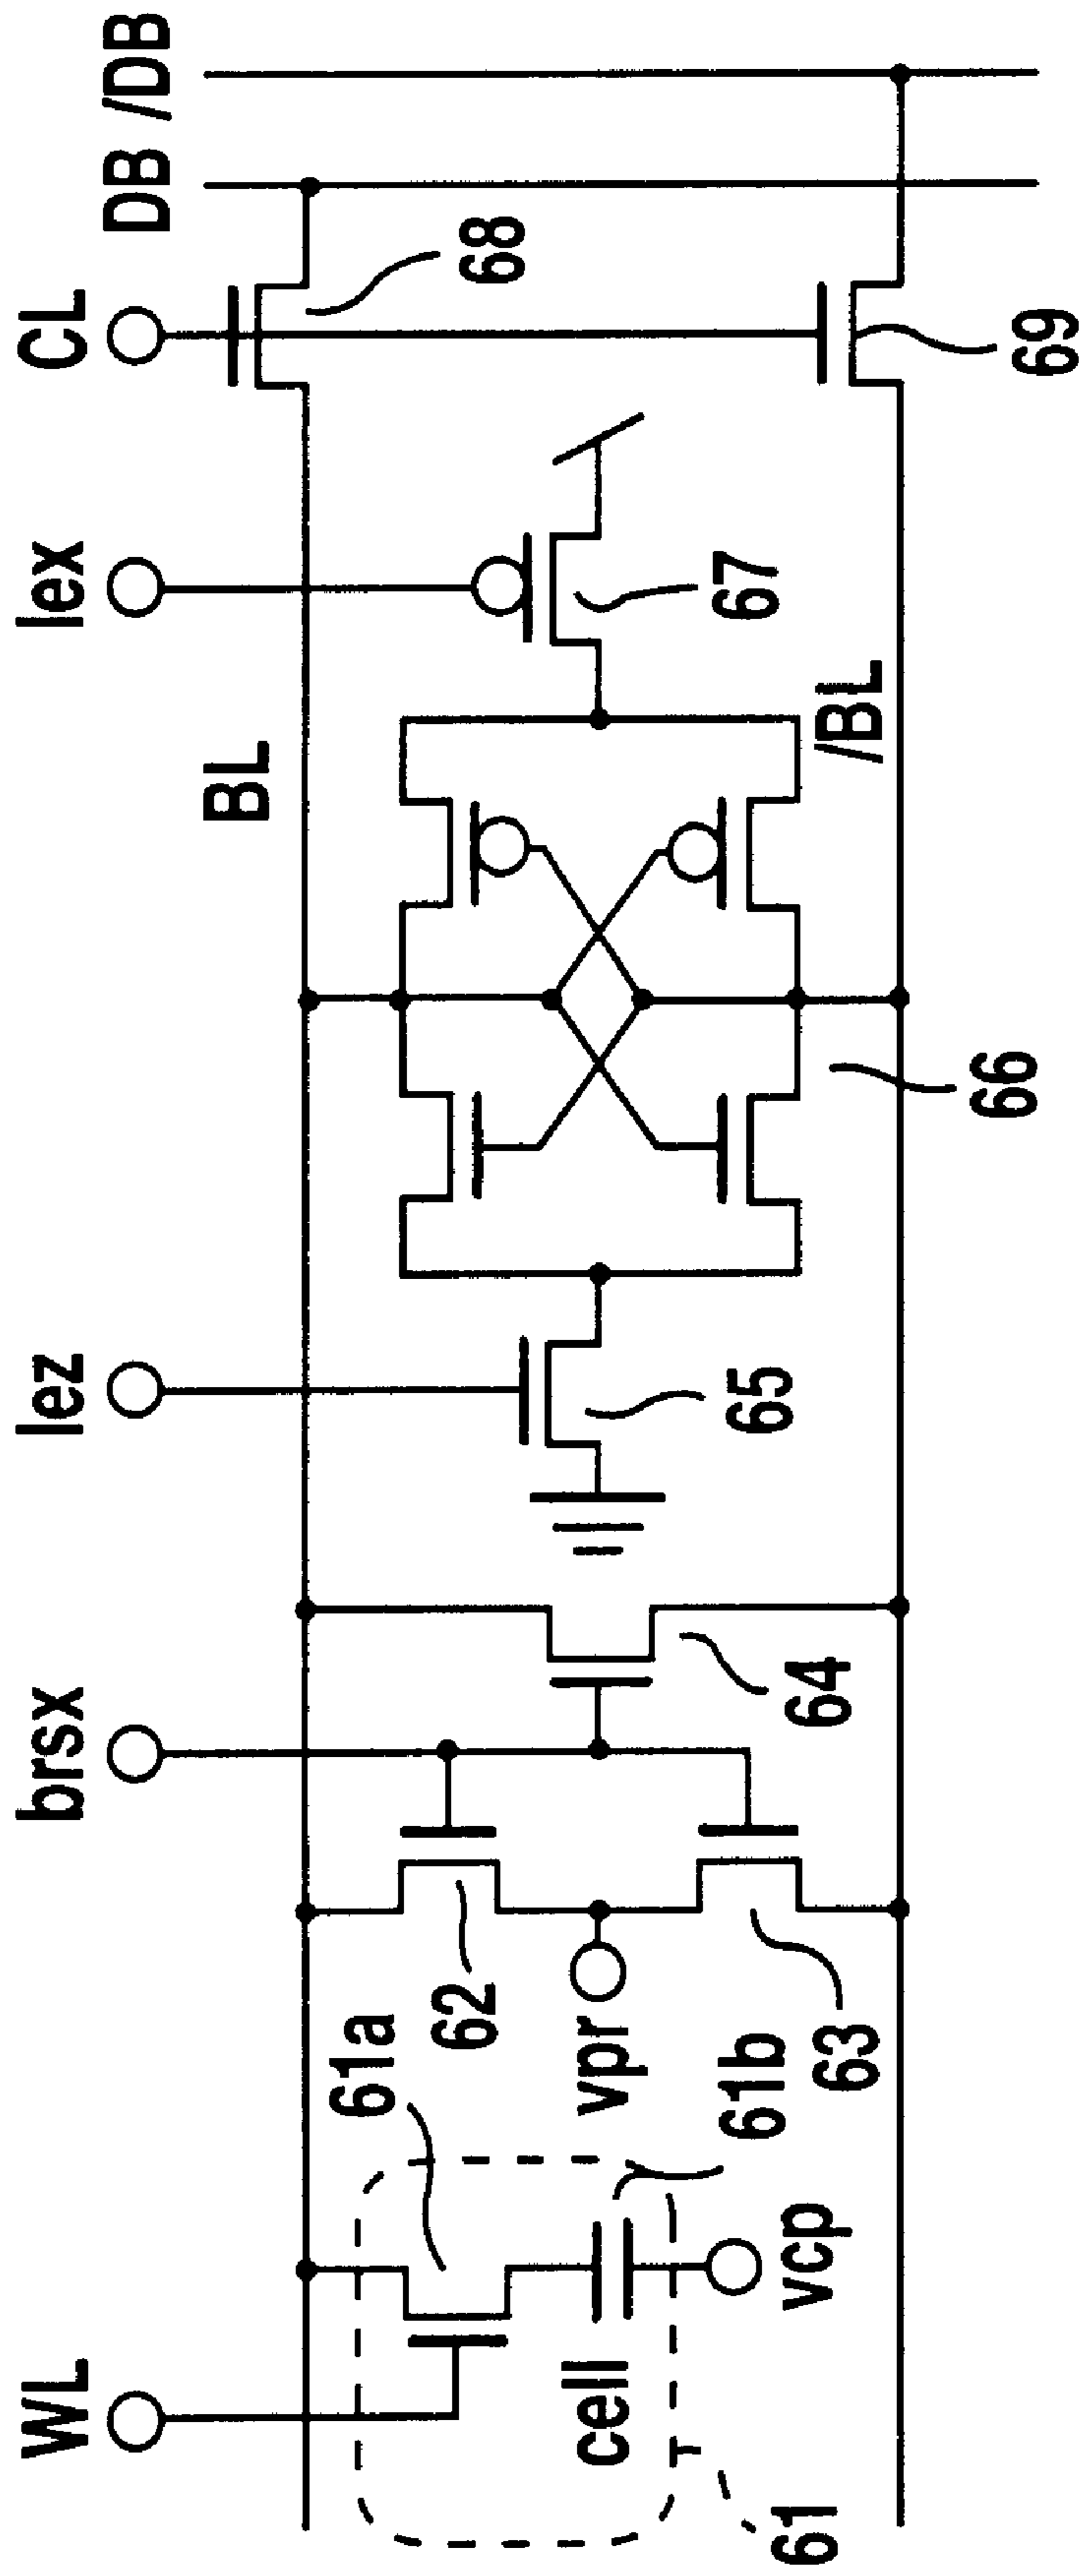 WL
brsx
lez
lex
CL
DB /DB
BL
68
61a
62
cell
vpr
64
65
67
61b
vcp
63
/BL
61
66
69